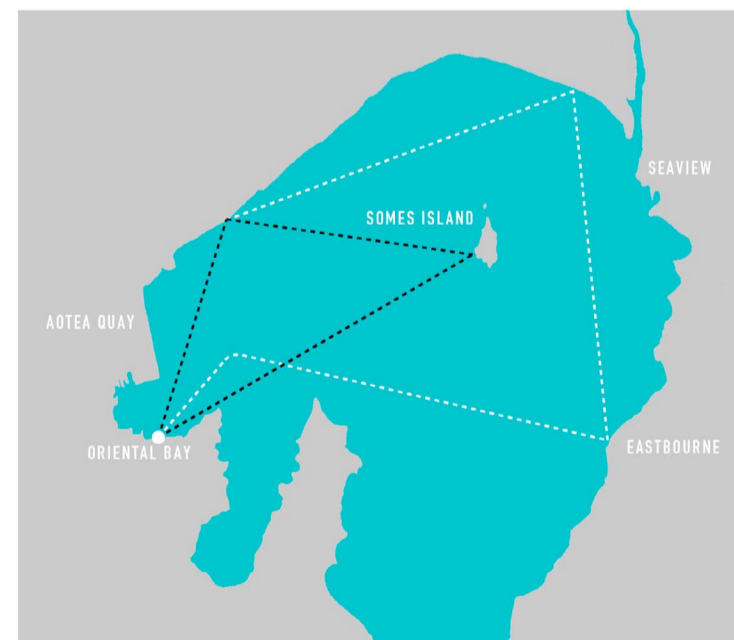 SEAVIEW
SOMES ISLAND
AOTEA QUAY
ORIENTAL BAY
EASTBOURNE